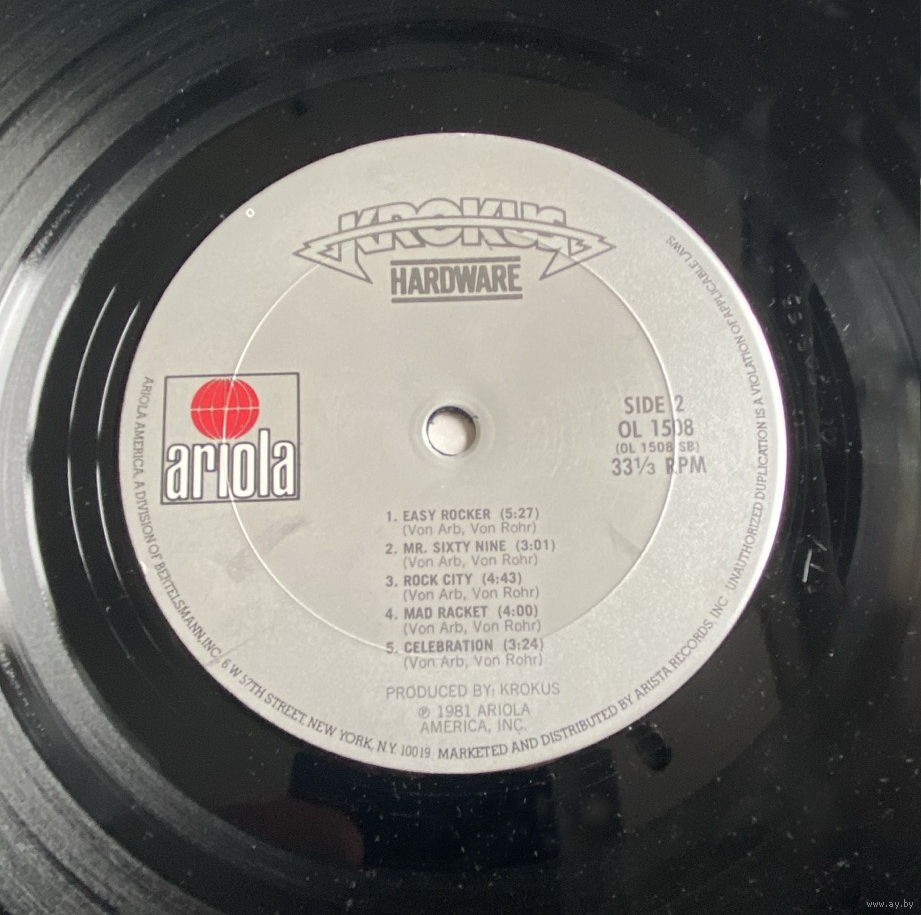 KROKUS
HARDWARE
ariola
SIDE 2
OL 1508
(OL 1508 SB)
33⅓ RPM
1. EASY ROCKER (5:27)
(Von Arb, Von Rohr)
2. MR. SIXTY NINE (3:01)
(Von Arb, Von Rohr)
3. ROCK CITY (4:43)
(Von Arb, Von Rohr)
4. MAD RACKET (4:00)
(Von Arb, Von Rohr)
5. CELEBRATION (3:24)
(Von Arb, Von Rohr)
PRODUCED BY: KROKUS
℗ 1981 ARIOLA
AMERICA, INC.
ARIOLA AMERICA, A DIVISION OF BERTELSMANN, INC. 6 W 57TH STREET, NEW YORK, N.Y. 10019 MARKETED AND DISTRIBUTED BY ARISTA RECORDS, INC. UNAUTHORIZED DUPLICATION IS A VIOLATION OF APPLICABLE LAWS
www.ay.by